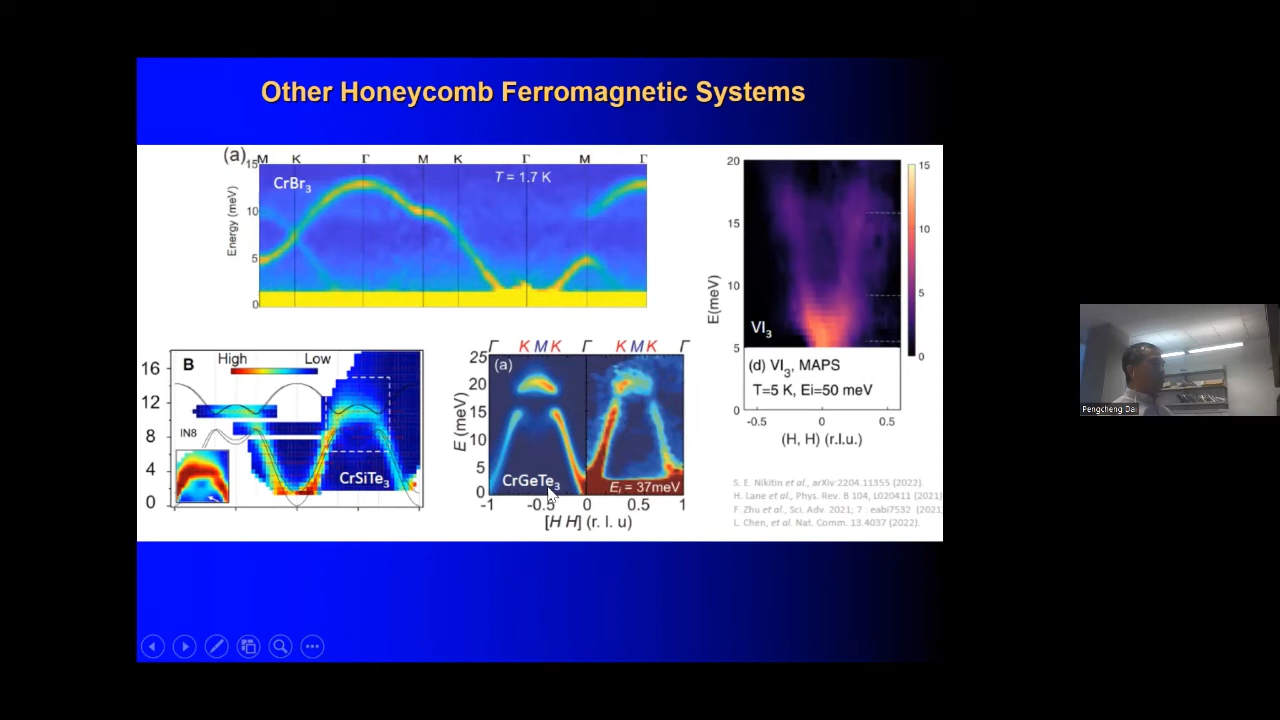 Other Honeycomb Ferromagnetic Systems
(a)
M K Γ M K Γ M Γ
15
10
5
0
Energy (meV)
CrBr3
T = 1.7 K
20
15
10
5
0
E(meV)
VI3
(d) VI3, MAPS
T=5 K, Ei=50 meV
-0.5 0 0.5
(H, H) (r.l.u.)
15
10
5
0
B
High Low
16
12
8
4
0
IN8
CrSiTe3
Γ K M K Γ K M K Γ
25
20
15
10
5
0
E (meV)
(a)
CrGeTe3
Ei = 37meV
-1 -0.5 0 0.5 1
[H H] (r. l. u)
S. E. Nikitin et al., arXiv:2204.11355 (2022).
H. Lane et al., Phys. Rev. B 104, L020411 (2021)
F. Zhu et al., Sci. Adv. 2021; 7 : eabi7532 (2021
L. Chen, et al. Nat. Comm. 13.4037 (2022).
Pengcheng Dai